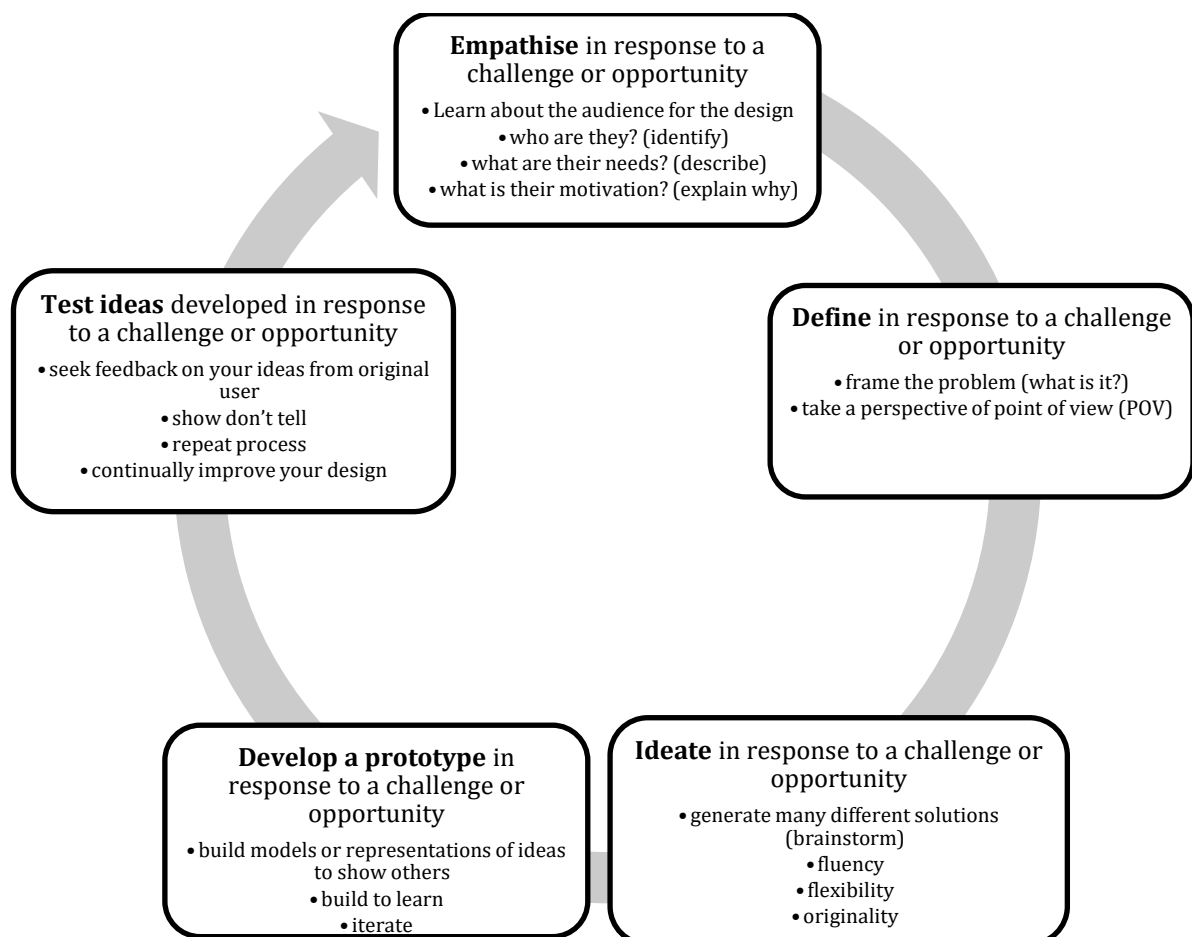 Empathise in response to a
challenge or opportunity
• Learn about the audience for the design
• who are they? (identify)
• what are their needs? (describe)
• what is their motivation? (explain why)
Define in response to a challenge
or opportunity
• frame the problem (what is it?)
• take a perspective of point of view (POV)
Ideate in response to a challenge or
opportunity
• generate many different solutions
(brainstorm)
• fluency
• flexibility
• originality
Develop a prototype in
response to a challenge or
opportunity
• build models or representations of ideas
to show others
• build to learn
• iterate
Test ideas developed in response
to a challenge or opportunity
• seek feedback on your ideas from original
user
• show don’t tell
• repeat process
• continually improve your design